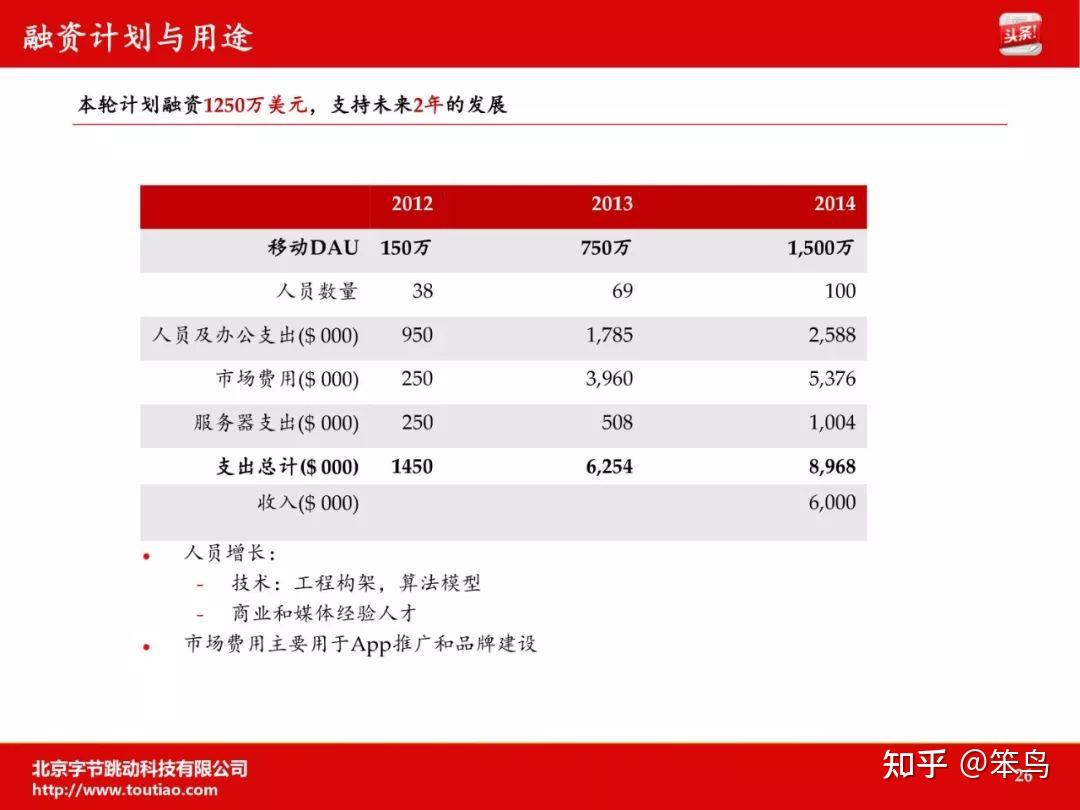 融资计划与用途
头条!
本轮计划融资1250万美元，支持未来2年的发展
2012 2013 2014
移动DAU 150万 750万 1,500万
人员数量 38 69 100
人员及办公支出($ 000) 950 1,785 2,588
市场费用($ 000) 250 3,960 5,376
服务器支出($ 000) 250 508 1,004
支出总计($ 000) 1450 6,254 8,968
收入($ 000) 6,000
• 人员增长：
- 技术：工程构架，算法模型
- 商业和媒体经验人才
• 市场费用主要用于App推广和品牌建设
北京字节跳动科技有限公司
http://www.toutiao.com
知乎 @笨鸟
26